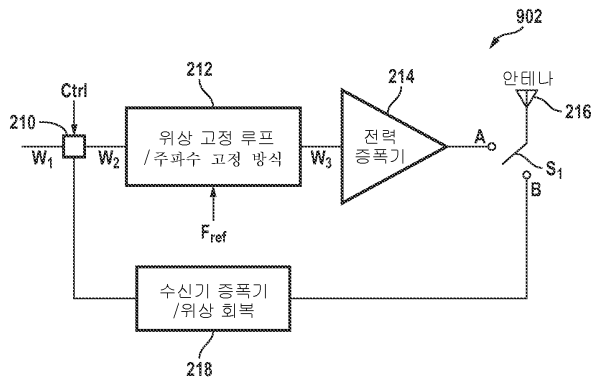 902
212
214
안테나
Ctrl
216
210
위상 고정 루프
/주파수 고정 방식
전력
증폭기
A
W1
W2
W3
S1
B
Fref
수신기 증폭기
/위상 회복
218